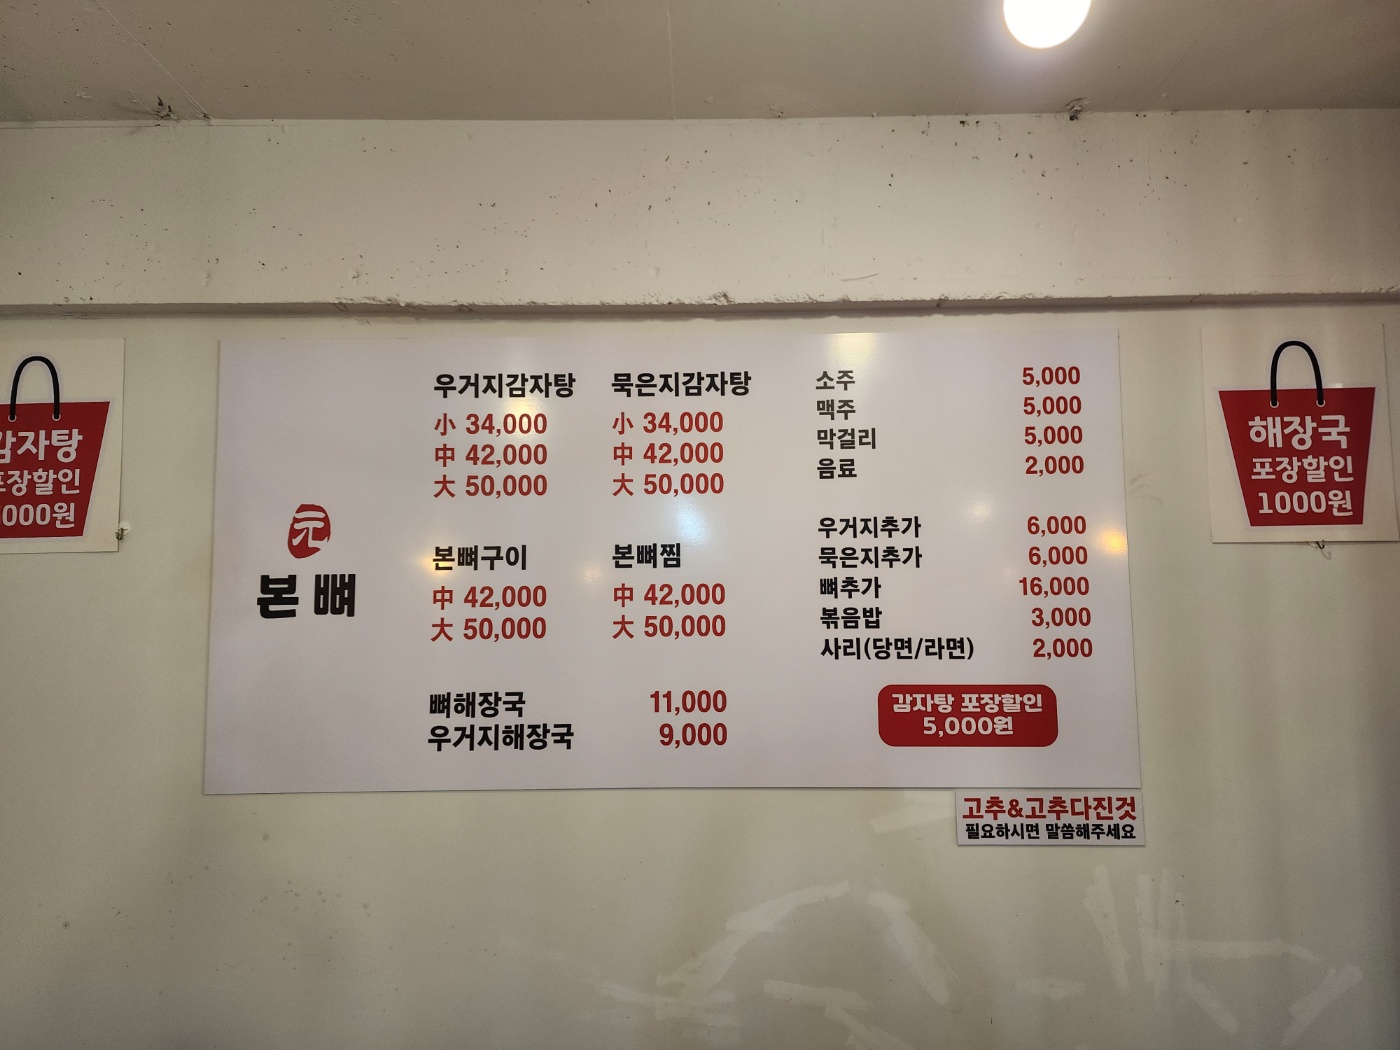 감자탕
포장할인
000원
元
본뼈
우거지감자탕
小 34,000
中 42,000
大 50,000
묵은지감자탕
小 34,000
中 42,000
大 50,000
본뼈구이
中 42,000
大 50,000
본뼈찜
中 42,000
大 50,000
뼈해장국 11,000
우거지해장국 9,000
소주 5,000
맥주 5,000
막걸리 5,000
음료 2,000
우거지추가 6,000
묵은지추가 6,000
뼈추가 16,000
볶음밥 3,000
사리(당면/라면) 2,000
감자탕 포장할인
5,000원
고추&고추다진것
필요하시면 말씀해주세요
해장국
포장할인
1000원